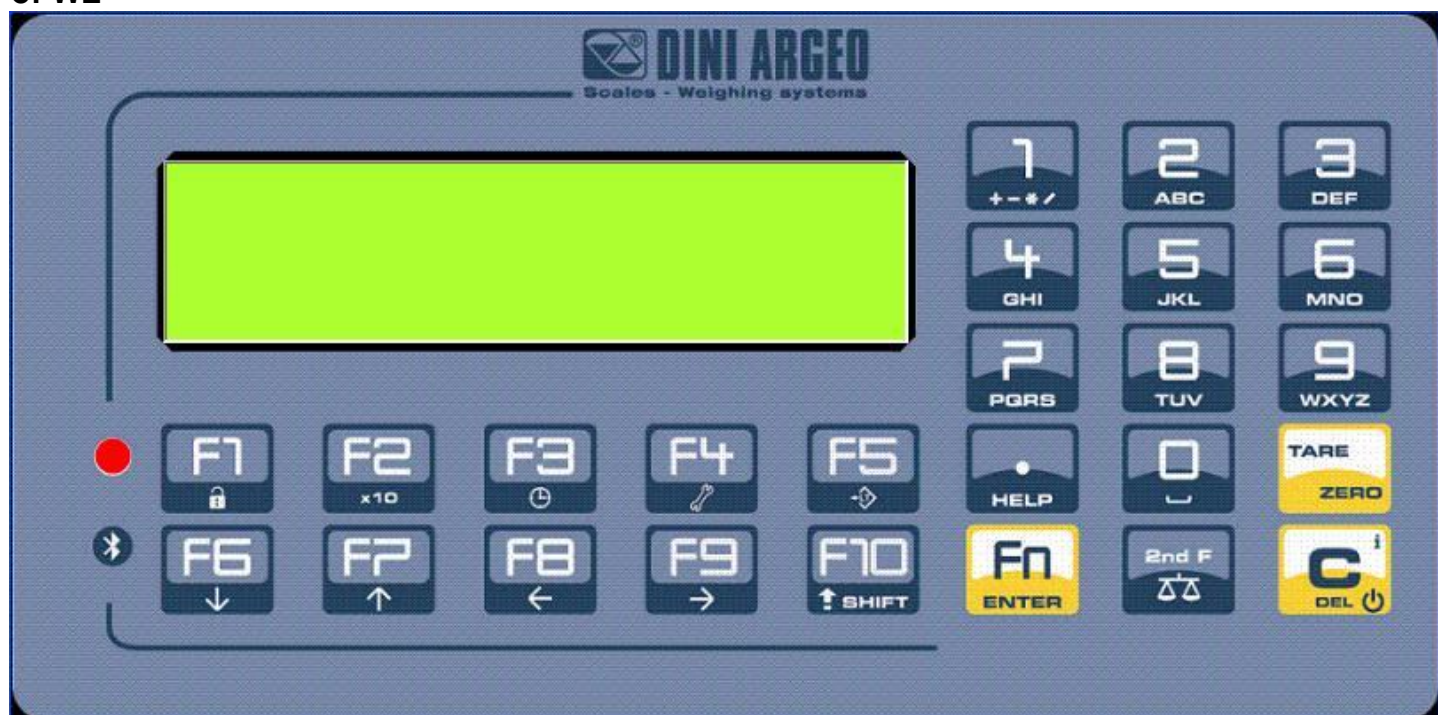 DINI ARGEO
Scales - Weighing systems
1 2 3
+-*/ ABC DEF
4 5 6
GHI JKL MNO
7 8 9
PQRS TUV WXYZ
F1 F2 F3 F4 F5 . 0 TARE
x10 HELP ZERO
F6 F7 F8 F9 F10 Fn 2nd F C i
SHIFT ENTER DEL